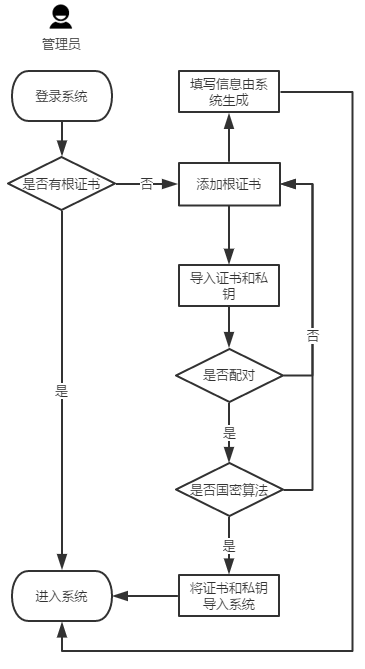 管理员
登录系统
填写信息由系
统生成
是否有根证书
否
添加根证书
导入证书和私
钥
否
是否配对
是
是
是否国密算法
是
进入系统
将证书和私钥
导入系统